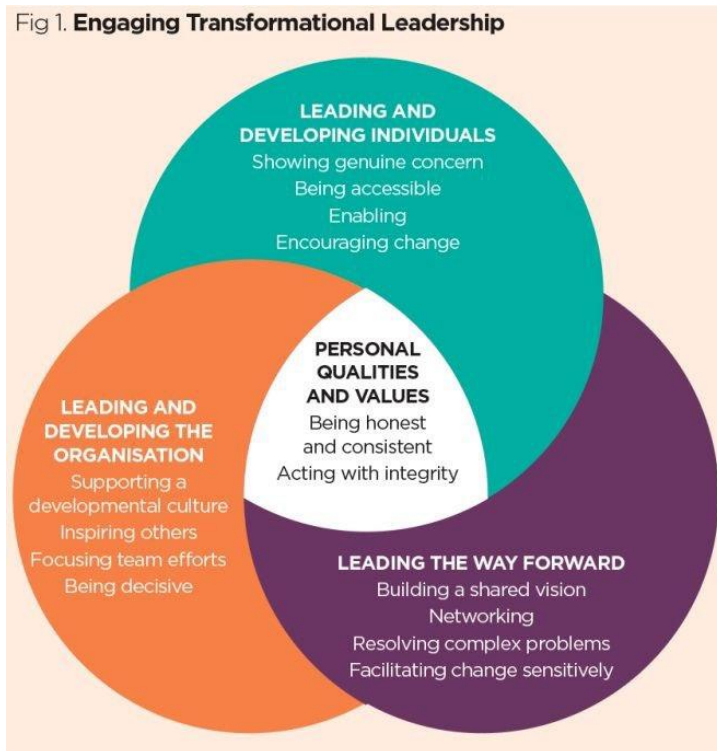 Fig 1. Engaging Transformational Leadership
LEADING AND
DEVELOPING INDIVIDUALS
Showing genuine concern
Being accessible
Enabling
Encouraging change
PERSONAL
QUALITIES
AND VALUES
Being honest
and consistent
Acting with integrity
LEADING AND
DEVELOPING THE
ORGANISATION
Supporting a
developmental culture
Inspiring others
Focusing team efforts
Being decisive
LEADING THE WAY FORWARD
Building a shared vision
Networking
Resolving complex problems
Facilitating change sensitively